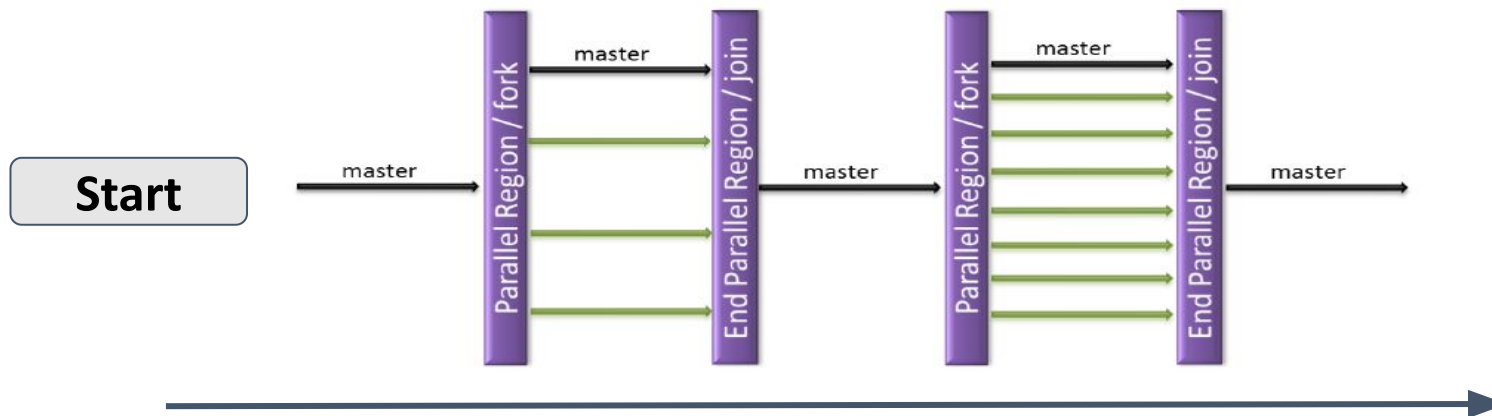 Start
master
Parallel Region / fork
master
End Parallel Region / join
master
Parallel Region / fork
master
End Parallel Region / join
master